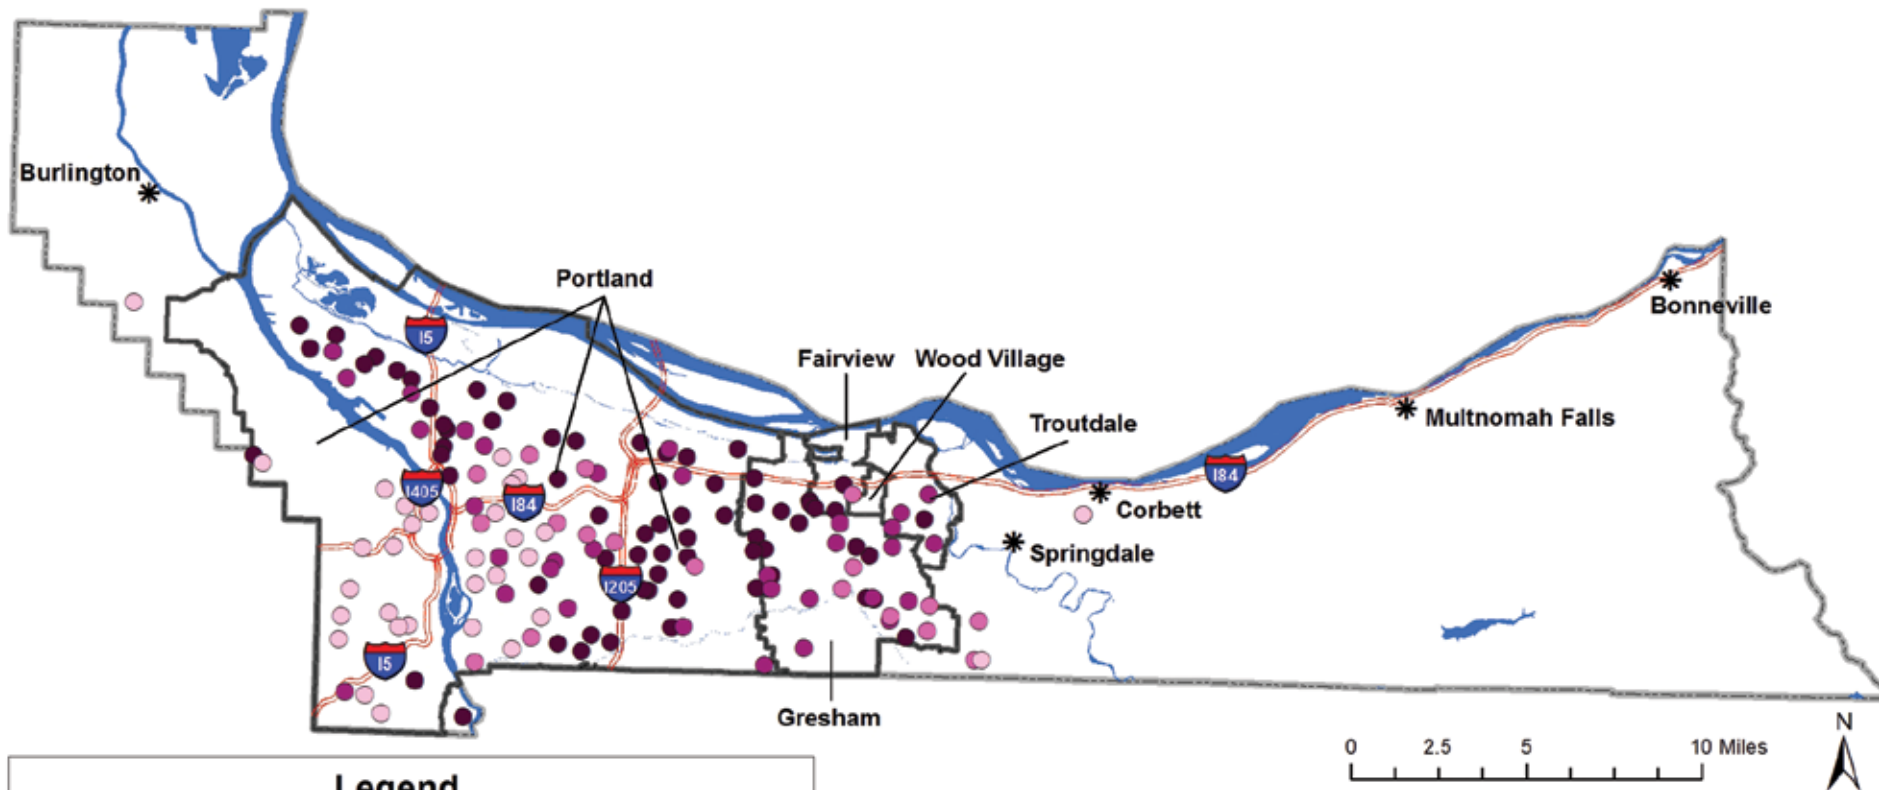 Burlington
Portland
I5
Bonneville
Fairview
Wood Village
Troutdale
Multnomah Falls
I405
I84
I84
Corbett
Springdale
I205
I5
Gresham
N
0 2.5 5 10 Miles
Legend